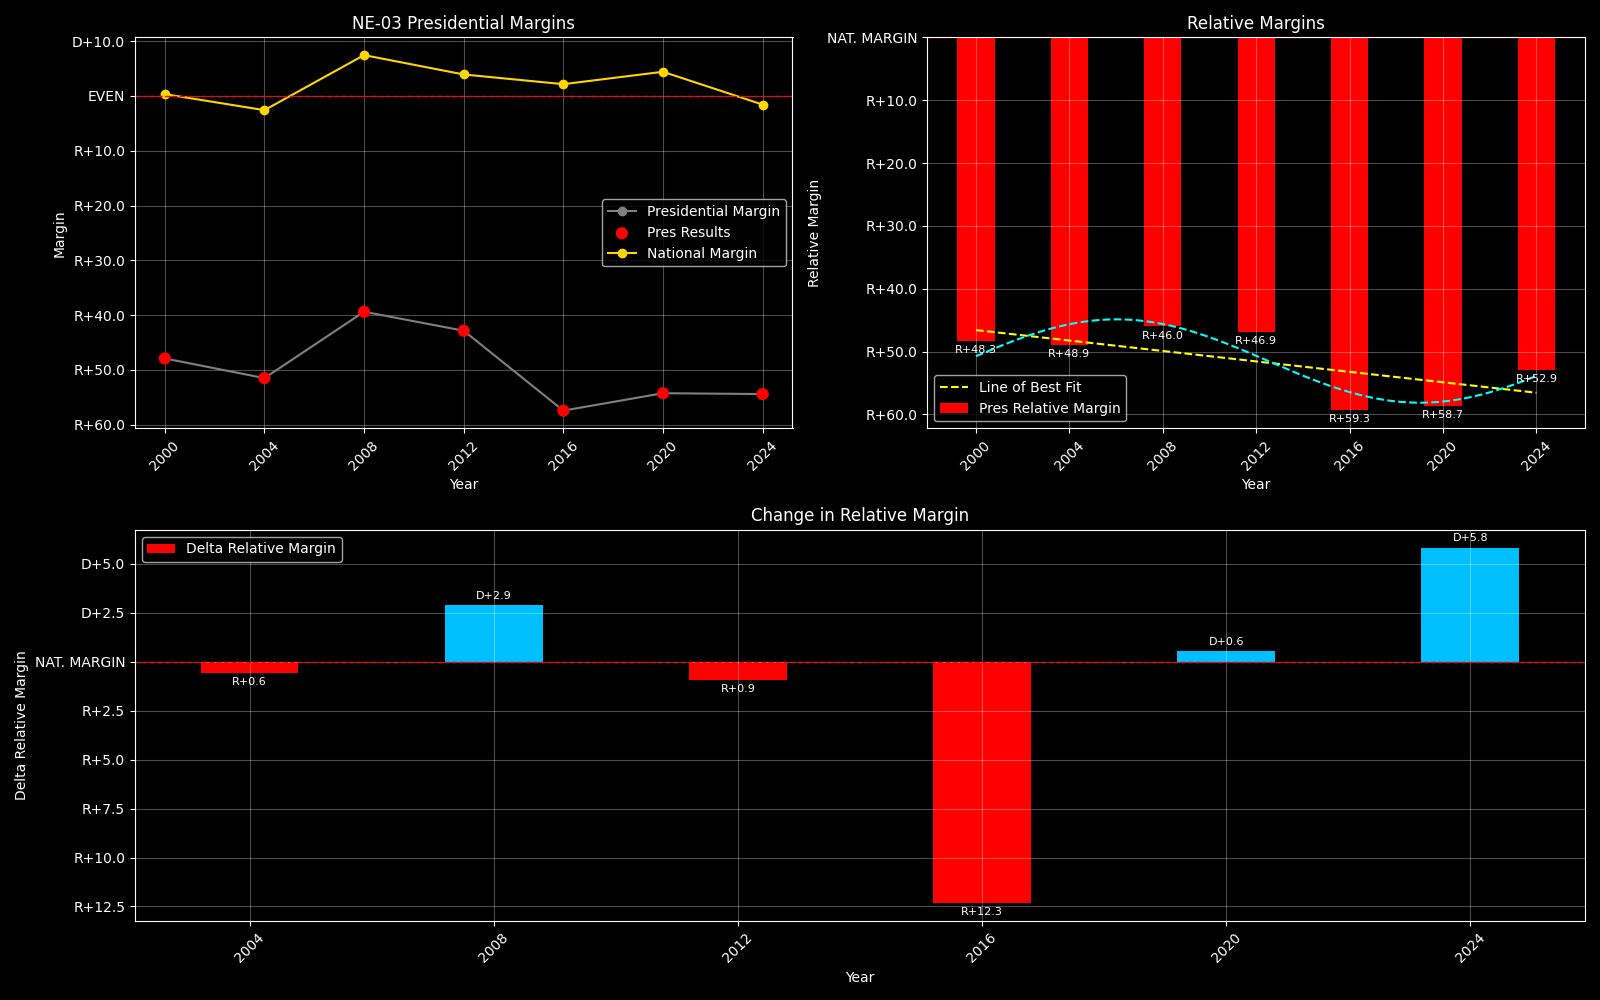 NE-03 Presidential Margins
D+10.0
EVEN
R+10.0
R+20.0
R+30.0
R+40.0
R+50.0
R+60.0
Margin
Presidential Margin
Pres Results
National Margin
2000
2004
2008
2012
2016
2020
2024
Year
Relative Margins
NAT. MARGIN
R+10.0
R+20.0
R+30.0
R+40.0
R+50.0
R+60.0
Relative Margin
R+48.3
R+48.9
R+46.0
R+46.9
R+59.3
R+58.7
R+52.9
Line of Best Fit
Pres Relative Margin
2000
2004
2008
2012
2016
2020
2024
Year
Change in Relative Margin
Delta Relative Margin
D+5.0
D+2.5
NAT. MARGIN
R+2.5
R+5.0
R+7.5
R+10.0
R+12.5
Delta Relative Margin
R+0.6
D+2.9
R+0.9
R+12.3
D+0.6
D+5.8
2004
2008
2012
2016
2020
2024
Year